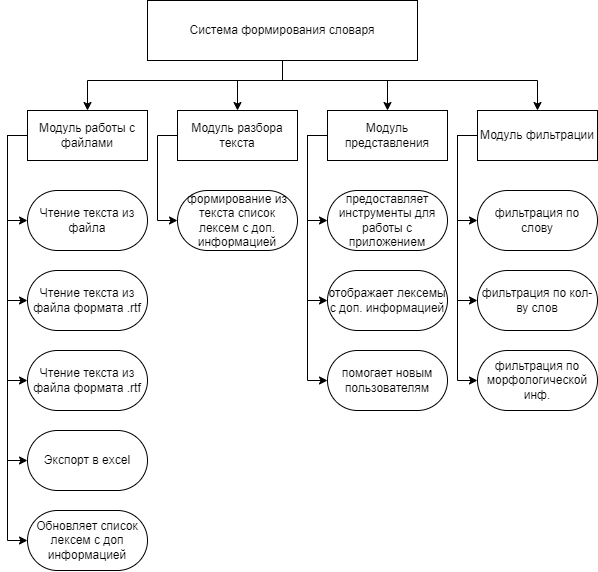 Система формирования словаря
Модуль работы с
файлами
Модуль разбора
текста
Модуль
представления
Модуль фильтрации
Чтение текста из
файла
Чтение текста из
файла формата .rtf
Чтение текста из
файла формата .rtf
Экспорт в excel
Обновляет список
лексем с доп
информацией
формирование из
текста список
лексем с доп.
информацией
предоставляет
инструменты для
работы с
приложением
отображает лексемы
с доп. информацией
помогает новым
пользователям
фильтрация по
слову
фильтрация по кол-
ву слов
фильтрация по
морфологической
инф.